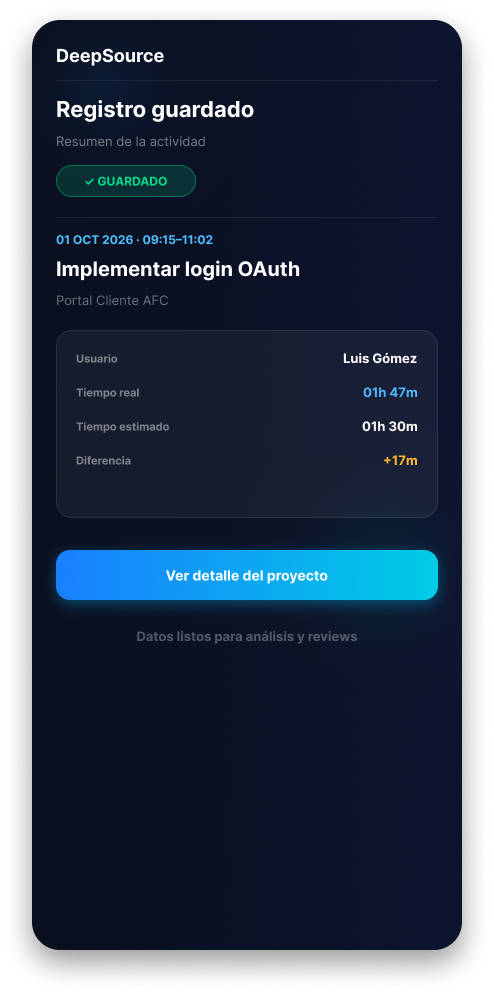 DeepSource
Registro guardado
Resumen de la actividad
✓ GUARDADO
01 OCT 2026 · 09:15–11:02
Implementar login OAuth
Portal Cliente AFC
Usuario Luis Gómez
Tiempo real 01h 47m
Tiempo estimado 01h 30m
Diferencia +17m
Ver detalle del proyecto
Datos listos para análisis y reviews